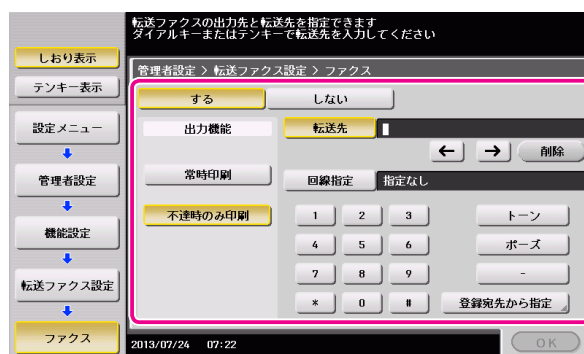 転送ファクスの出力先と転送先を指定できます
ダイアルキーまたはテンキーで転送先を入力してください
しおり表示
テンキー表示
設定メニュー
管理者設定
機能設定
転送ファクス設定
ファクス
管理者設定 > 転送ファクス設定 > ファクス
する しない
出力機能
常時印刷
不達時のみ印刷
転送先
← → 削除
回線指定 指定なし
1 2 3 トーン
4 5 6 ポーズ
7 8 9 -
* 0 # 登録宛先から指定
2013/07/24 07:22
OK